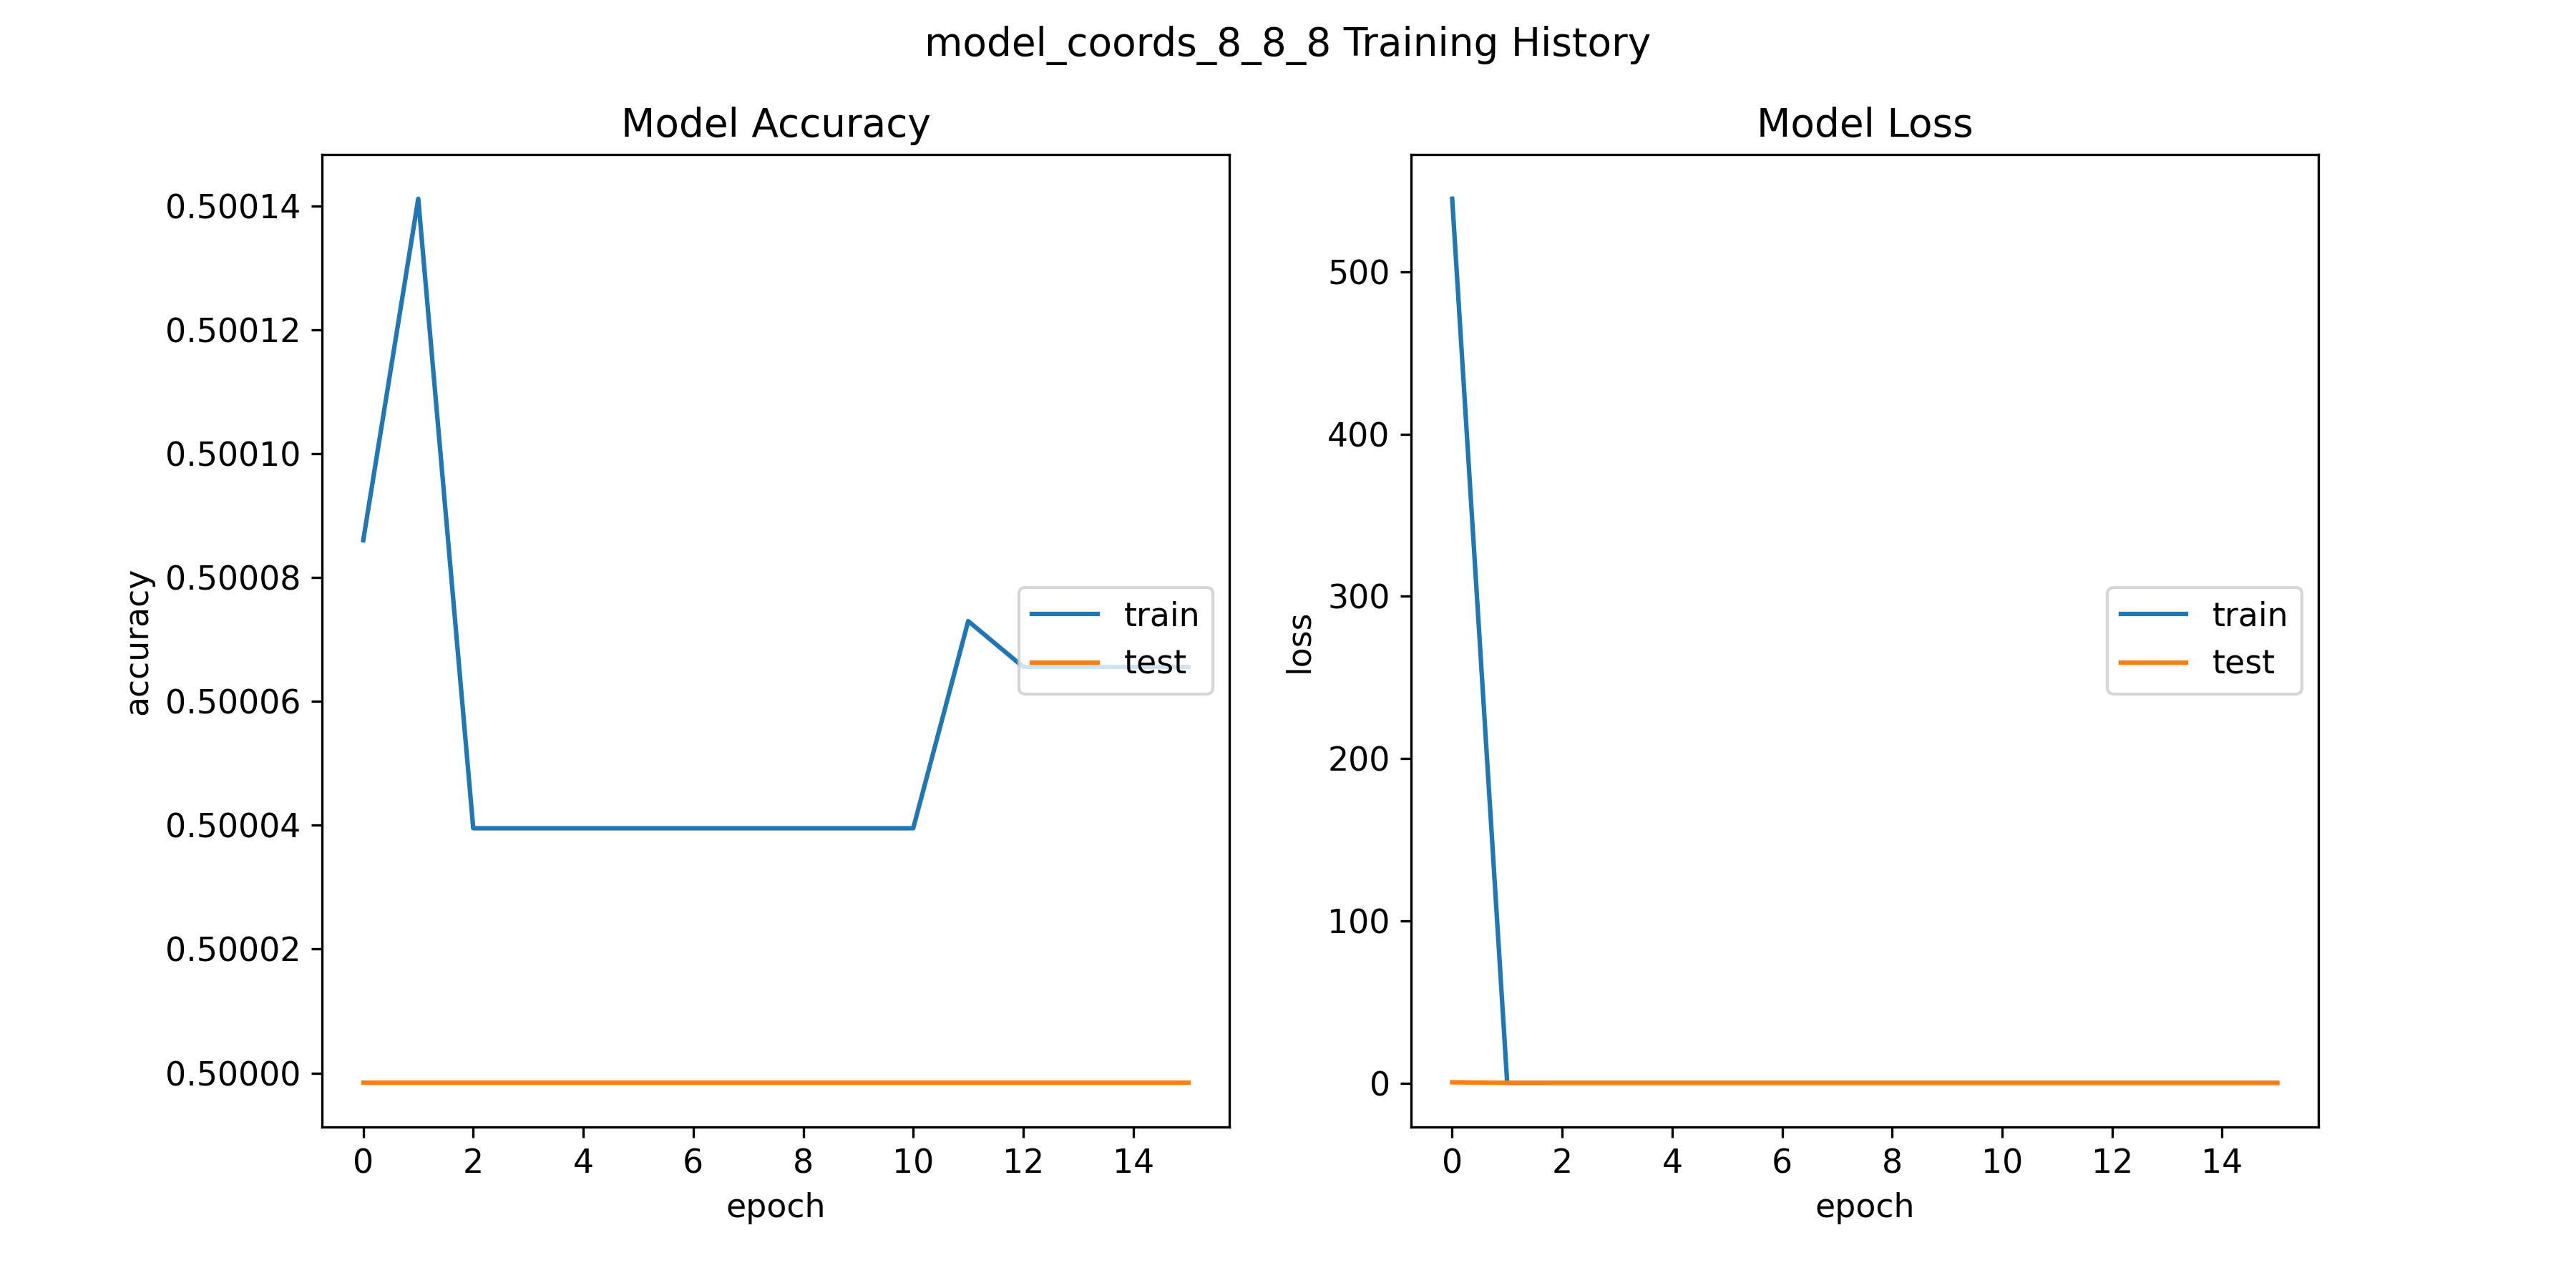 model_coords_8_8_8 Training History
Model Accuracy
0.50014
0.50012
0.50010
0.50008
0.50006
0.50004
0.50002
0.50000
accuracy
0 2 4 6 8 10 12 14
epoch
train
test
Model Loss
500
400
300
200
100
0
loss
0 2 4 6 8 10 12 14
epoch
train
test